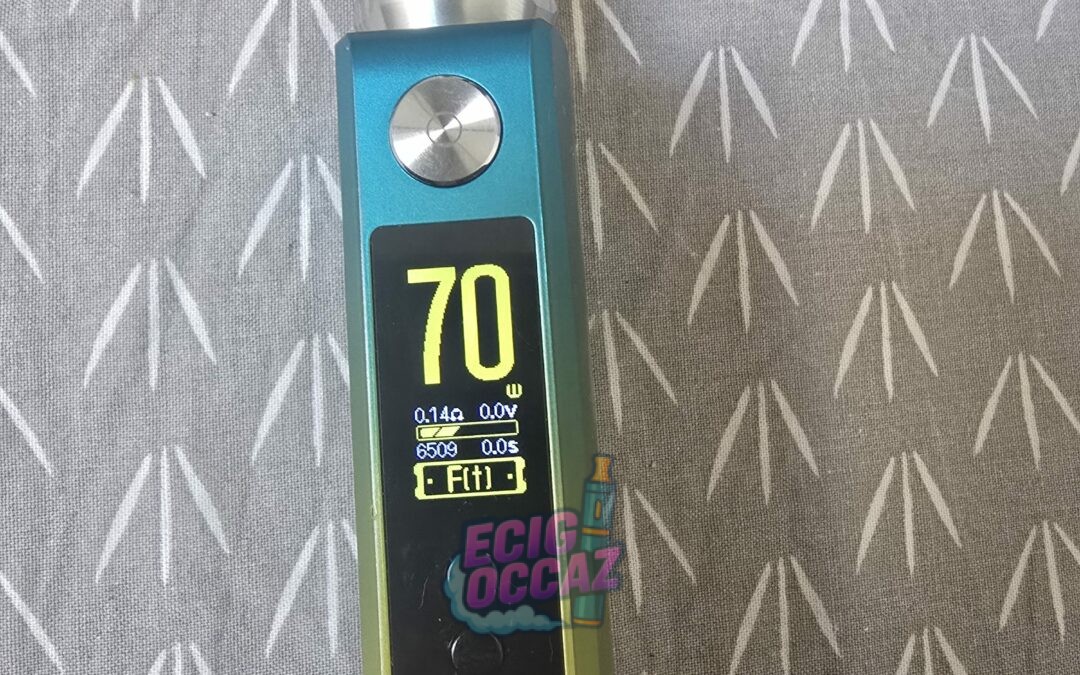 70
W
0.14Ω 0.0V
6509 0.0s
F(t)
ECIG
OCCAZ